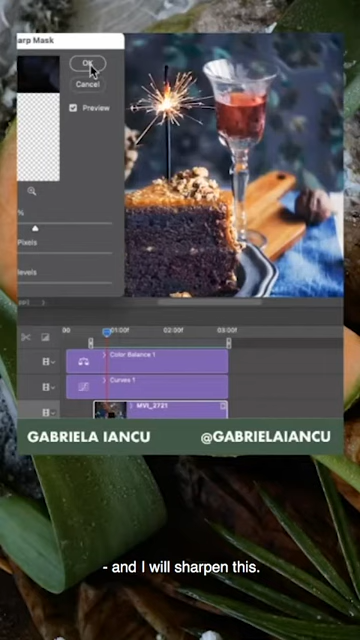 arp Mask
OK
Cancel
Preview
%
Pixels
levels
00
01:00f
02:00f
03:00f
Color Balance 1
Curves 1
MVI_2721
GABRIELA IANCU
@GABRIELAIANCU
- and I will sharpen this.